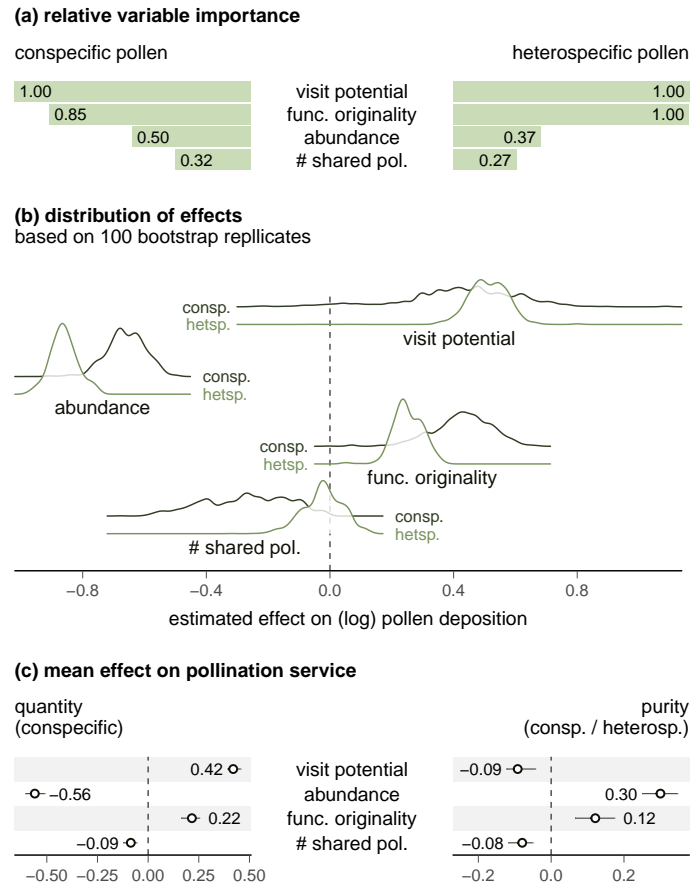 (a) relative variable importance
conspecific pollen heterospecific pollen
1.00 visit potential 1.00
0.85 func. originality 1.00
0.50 abundance 0.37
0.32 # shared pol. 0.27
(b) distribution of effects
based on 100 bootstrap repllicates
consp.
hetsp.
visit potential
consp.
hetsp.
abundance
consp.
hetsp.
func. originality
consp.
hetsp.
# shared pol.
−0.8 −0.4 0.0 0.4 0.8
estimated effect on (log) pollen deposition
(c) mean effect on pollination service
quantity purity
(conspecific) (consp. / heterosp.)
0.42 visit potential −0.09
−0.56 abundance 0.30
0.22 func. originality 0.12
−0.09 # shared pol. −0.08
−0.50 −0.25 0.00 0.25 0.50 −0.2 0.0 0.2